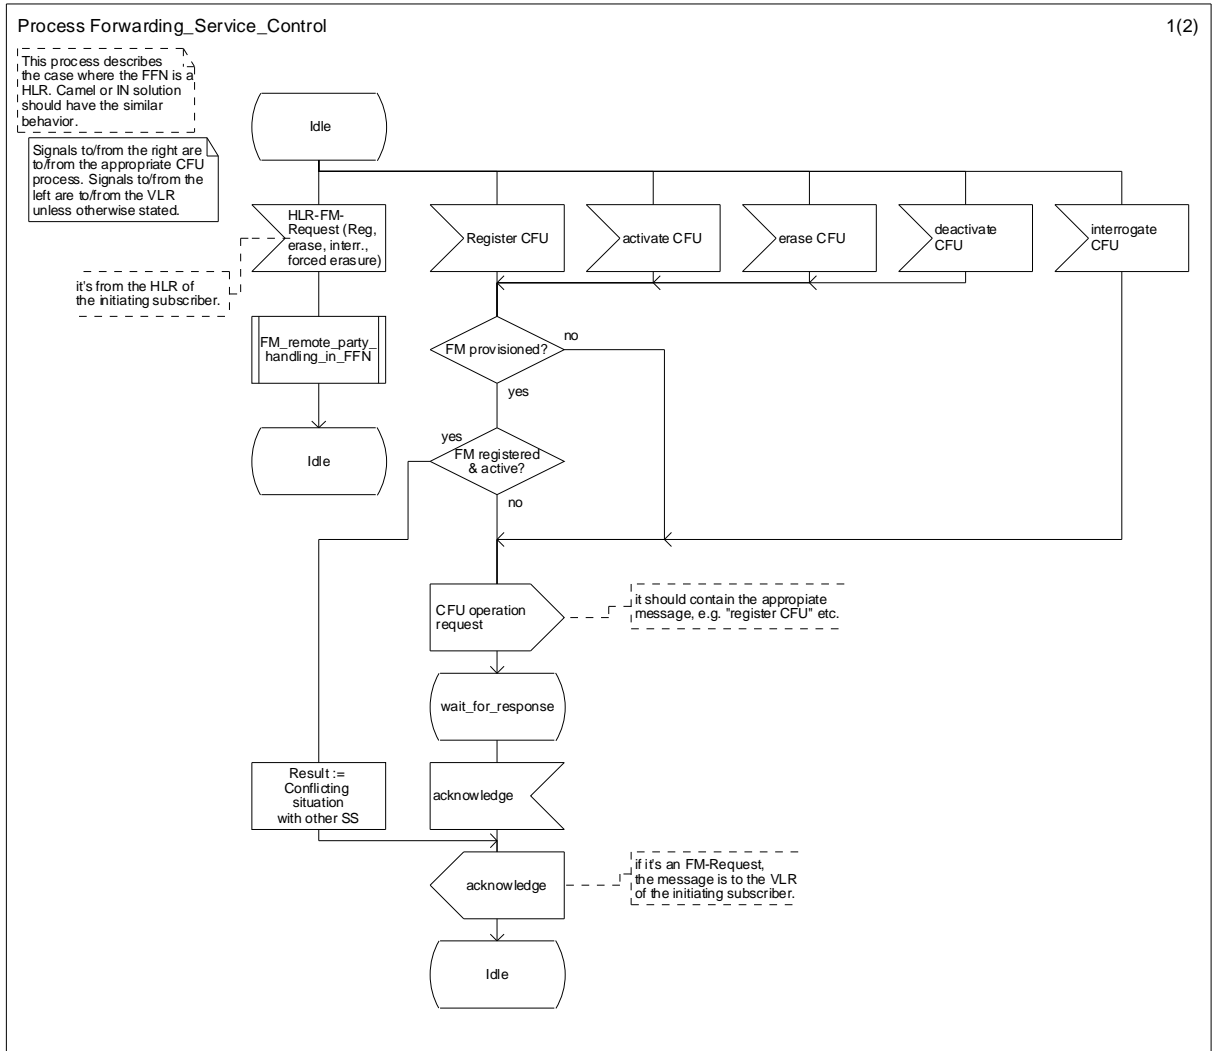 Process Forwarding_Service_Control
1(2)
This process describes
the case where the FFN is a
HLR. Camel or IN solution
should have the similar
behavior.
Signals to/from the right are
to/from the appropriate CFU
process. Signals to/from the
left are to/from the VLR
unless otherwise stated.
Idle
HLR-FM-
Request (Reg,
erase, interr.,
forced erasure)
Register CFU
activate CFU
erase CFU
deactivate
CFU
interrogate
CFU
it's from the HLR of
the initiating subscriber.
FM_remote_party_
handling_in_FFN
FM provisioned?
no
yes
Idle
yes
FM registered
& active?
no
CFU operation
request
it should contain the appropiate
message, e.g. "register CFU" etc.
wait_for_response
Result :=
Conflicting
situation
with other SS
acknowledge
acknowledge
if it's an FM-Request,
the message is to the VLR
of the initiating subscriber.
Idle